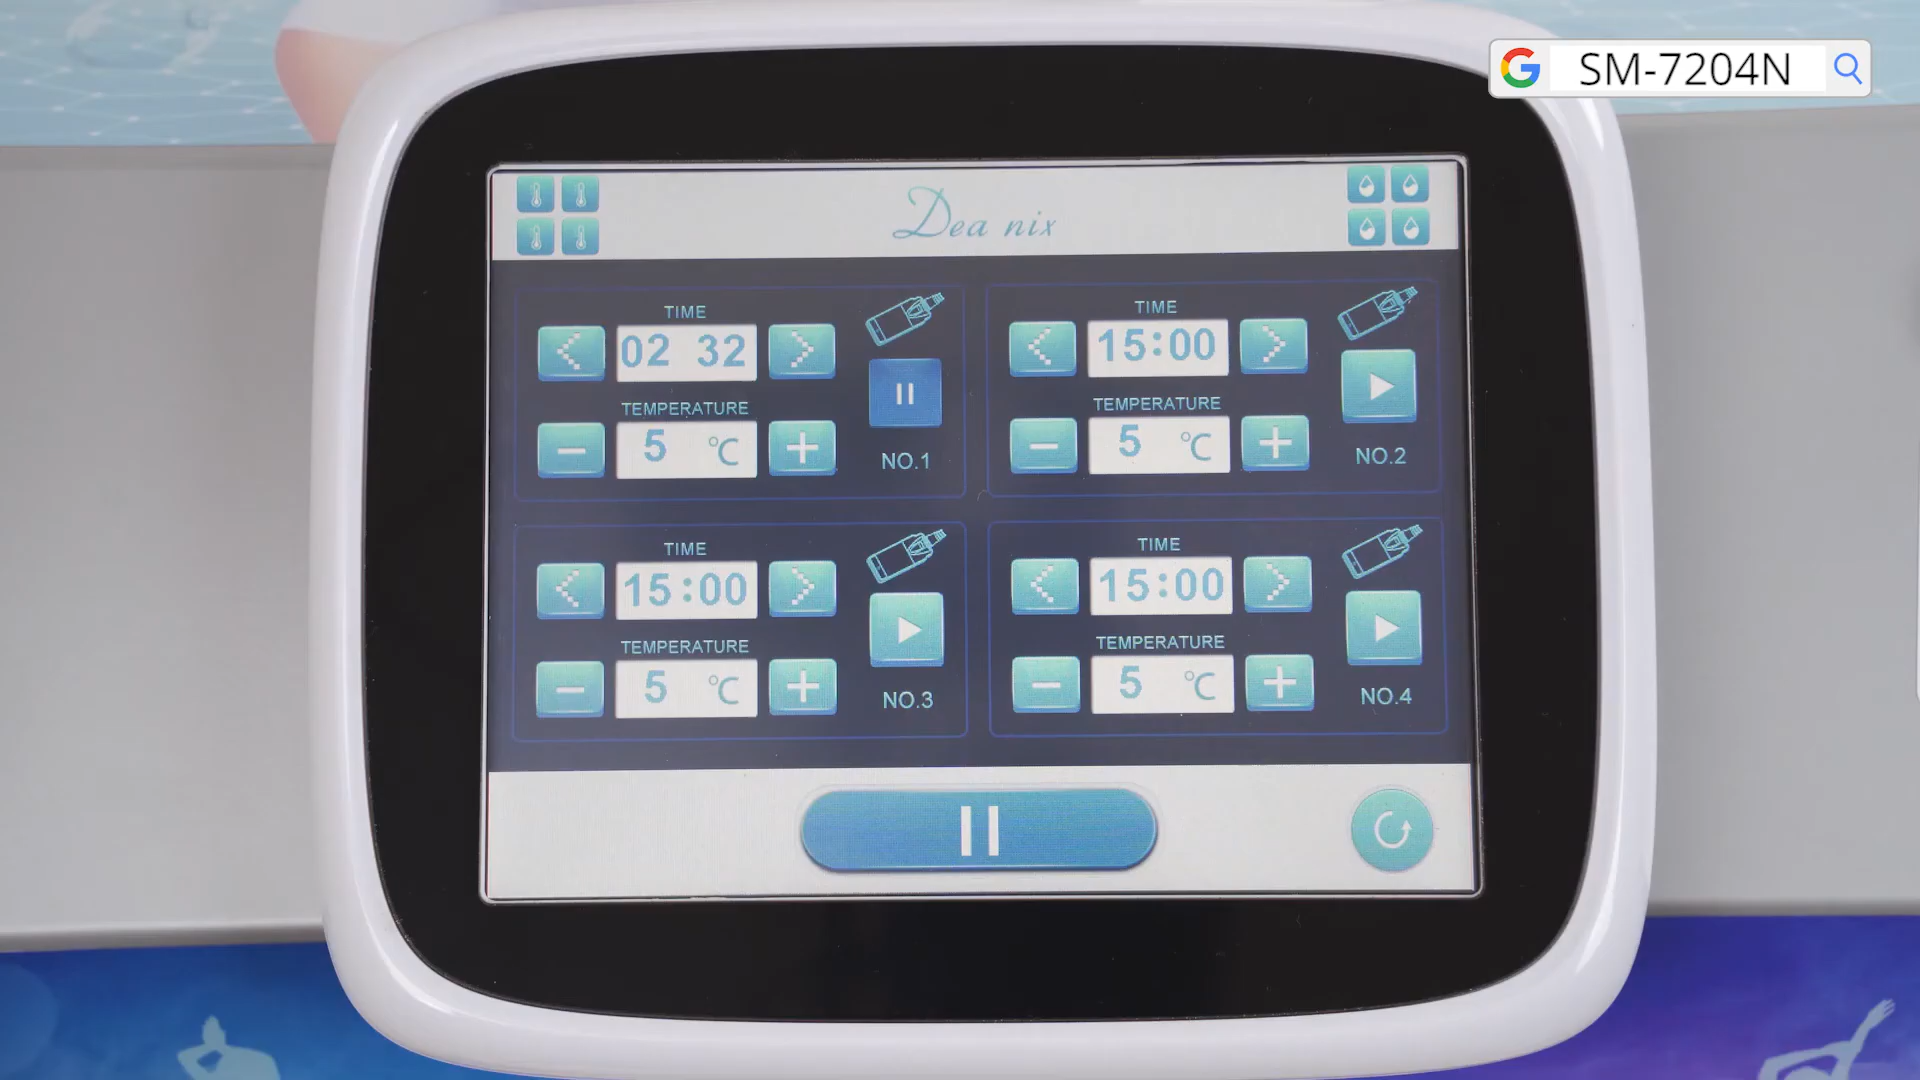 SM-7204N
Dea nix
TIME
02 32
TEMPERATURE
5 ℃
NO.1
TIME
15:00
TEMPERATURE
5 ℃
NO.2
TIME
15:00
TEMPERATURE
5 ℃
NO.3
TIME
15:00
TEMPERATURE
5 ℃
NO.4